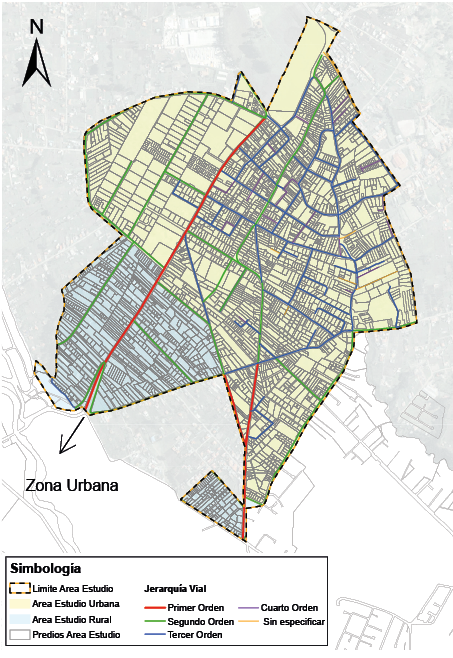 N
Zona Urbana
Simbología
Limite Area Estudio
Area Estudio Urbana
Area Estudio Rural
Predios Area Estudio
Jerarquía Vial
Primer Orden
Segundo Orden
Tercer Orden
Cuarto Orden
Sin especificar